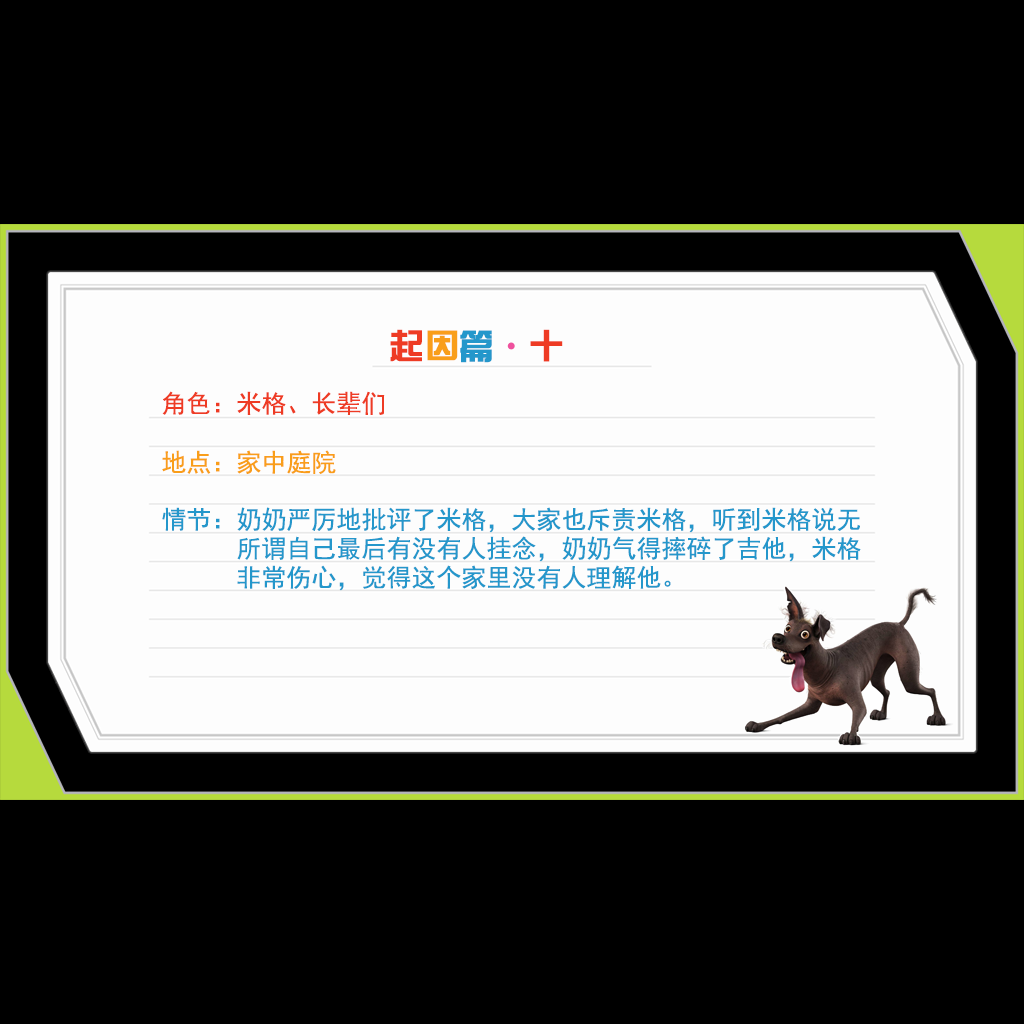 起因篇·十
角色：米格、长辈们
地点：家中庭院
情节：奶奶严厉地批评了米格，大家也斥责米格，听到米格说无
所谓自己最后有没有人挂念，奶奶气得摔碎了吉他，米格
非常伤心，觉得这个家里没有人理解他。